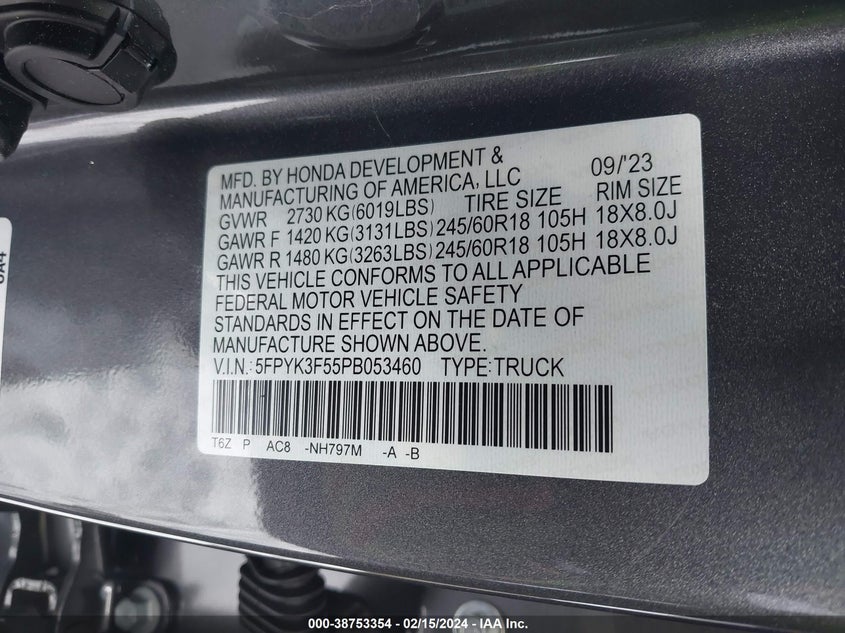 MFD. BY HONDA DEVELOPMENT & 09/'23
MANUFACTURING OF AMERICA, LLC
GVWR 2730 KG(6019LBS) TIRE SIZE RIM SIZE
GAWR F 1420 KG(3131LBS) 245/60R18 105H 18X8.0J
GAWR R 1480 KG(3263LBS) 245/60R18 105H 18X8.0J
THIS VEHICLE CONFORMS TO ALL APPLICABLE
FEDERAL MOTOR VEHICLE SAFETY
STANDARDS IN EFFECT ON THE DATE OF
MANUFACTURE SHOWN ABOVE.
V.I.N.: 5FPYK3F55PB053460 TYPE:TRUCK
T6Z P AC8 -NH797M -A -B
000-38753354 - 02/15/2024 - IAA Inc.